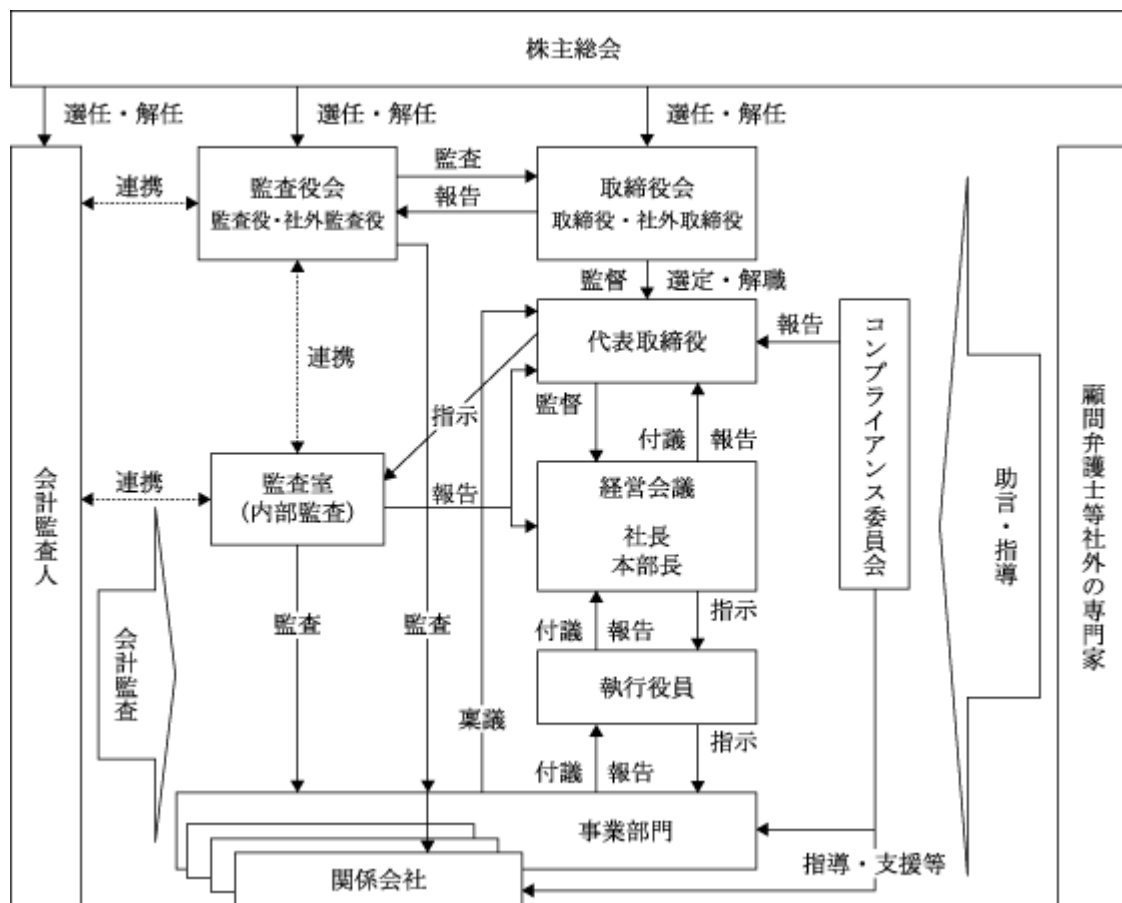 株主総会
選任・解任
選任・解任
選任・解任
監査役会
監査役・社外監査役
監査
報告
取締役会
取締役・社外取締役
連携
監督
選定・解職
代表取締役
報告
コンプライアンス委員会
連携
指示
監督
付議
報告
連携
監査室
(内部監査)
報告
経営会議
社長
本部長
会計監査人
助言・指導
顧問弁護士等社外の専門家
会計監査
監査
監査
付議
報告
指示
執行役員
稟議
指示
付議
報告
事業部門
指導・支援等
関係会社